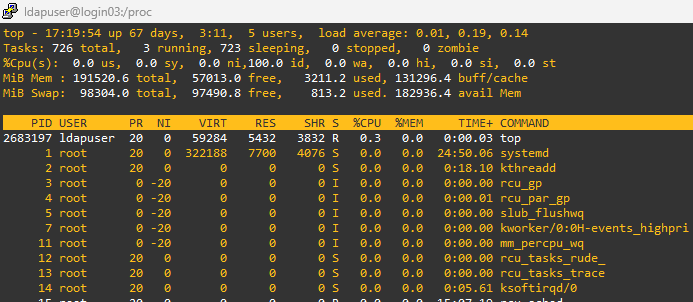 ldapuser@login03:/proc
top - 17:19:54 up 67 days,  3:11,  5 users,  load average: 0.01, 0.19, 0.14
Tasks: 726 total,   3 running, 723 sleeping,   0 stopped,   0 zombie
%Cpu(s):  0.0 us,  0.0 sy,  0.0 ni,100.0 id,  0.0 wa,  0.0 hi,  0.0 si,  0.0 st
MiB Mem : 191520.6 total,  57013.0 free,   3211.2 used, 131296.4 buff/cache
MiB Swap:  98304.0 total,  97490.8 free,    813.2 used. 182936.4 avail Mem
PID USER      PR  NI    VIRT    RES    SHR S  %CPU  %MEM     TIME+ COMMAND
2683197 ldapuser  20   0   59284   5432   3832 R   0.3   0.0   0:00.03 top
1 root      20   0  322188   7700   4076 S   0.0   0.0  24:50.06 systemd
2 root      20   0       0      0      0 S   0.0   0.0   0:18.10 kthreadd
3 root       0 -20       0      0      0 I   0.0   0.0   0:00.00 rcu_gp
4 root       0 -20       0      0      0 I   0.0   0.0   0:00.01 rcu_par_gp
5 root       0 -20       0      0      0 I   0.0   0.0   0:00.00 slub_flushwq
7 root       0 -20       0      0      0 I   0.0   0.0   0:00.00 kworker/0:0H-events_highpri
11 root       0 -20       0      0      0 I   0.0   0.0   0:00.00 mm_percpu_wq
12 root      20   0       0      0      0 S   0.0   0.0   0:00.00 rcu_tasks_rude_
13 root      20   0       0      0      0 S   0.0   0.0   0:00.00 rcu_tasks_trace
14 root      20   0       0      0      0 S   0.0   0.0   0:05.61 ksoftirqd/0